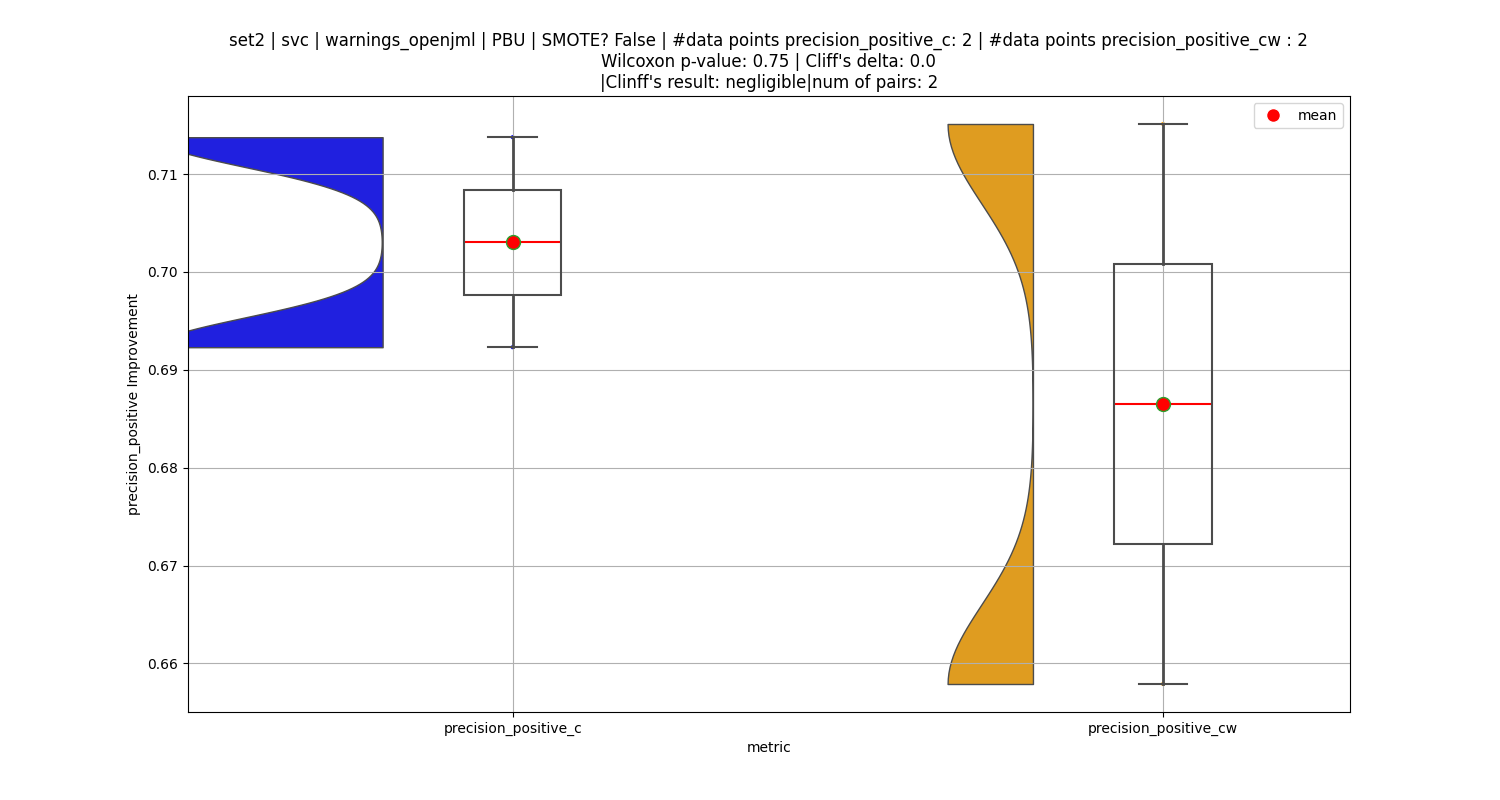 set2 | svc | warnings_openjml | PBU | SMOTE? False | #data points precision_positive_c: 2 | #data points precision_positive_cw : 2
Wilcoxon p-value: 0.75 | Cliff's delta: 0.0
|Clinff's result: negligible|num of pairs: 2
mean
0.71
0.70
0.69
0.68
0.67
0.66
precision_positive Improvement
precision_positive_c
precision_positive_cw
metric